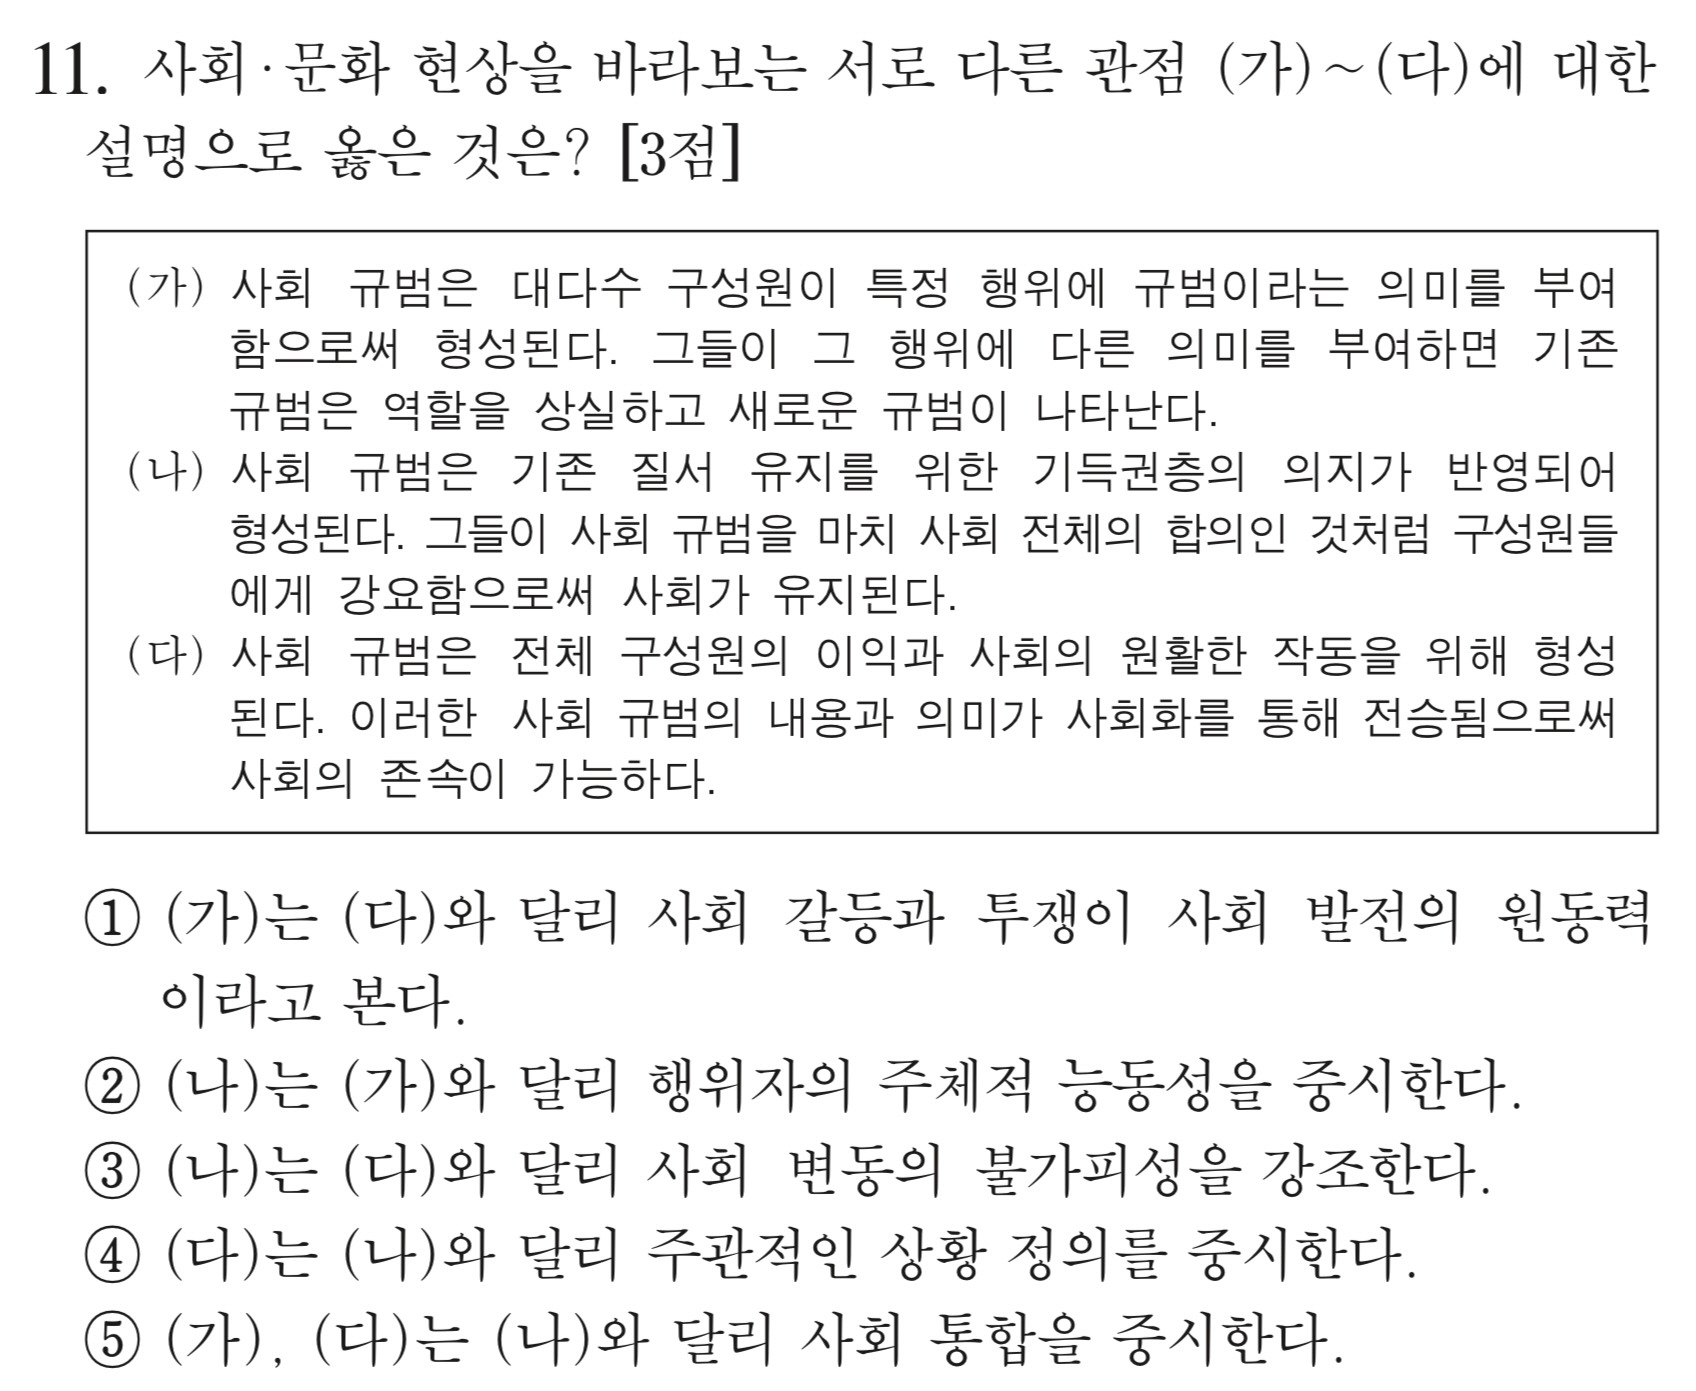 11. 사회·문화 현상을 바라보는 서로 다른 관점 (가)~(다)에 대한
설명으로 옳은 것은? [3점]
(가) 사회 규범은 대다수 구성원이 특정 행위에 규범이라는 의미를 부여
함으로써 형성된다. 그들이 그 행위에 다른 의미를 부여하면 기존
규범은 역할을 상실하고 새로운 규범이 나타난다.
(나) 사회 규범은 기존 질서 유지를 위한 기득권층의 의지가 반영되어
형성된다. 그들이 사회 규범을 마치 사회 전체의 합의인 것처럼 구성원들
에게 강요함으로써 사회가 유지된다.
(다) 사회 규범은 전체 구성원의 이익과 사회의 원활한 작동을 위해 형성
된다. 이러한 사회 규범의 내용과 의미가 사회화를 통해 전승됨으로써
사회의 존속이 가능하다.
① (가)는 (다)와 달리 사회 갈등과 투쟁이 사회 발전의 원동력
이라고 본다.
② (나)는 (가)와 달리 행위자의 주체적 능동성을 중시한다.
③ (나)는 (다)와 달리 사회 변동의 불가피성을 강조한다.
④ (다)는 (나)와 달리 주관적인 상황 정의를 중시한다.
⑤ (가), (다)는 (나)와 달리 사회 통합을 중시한다.